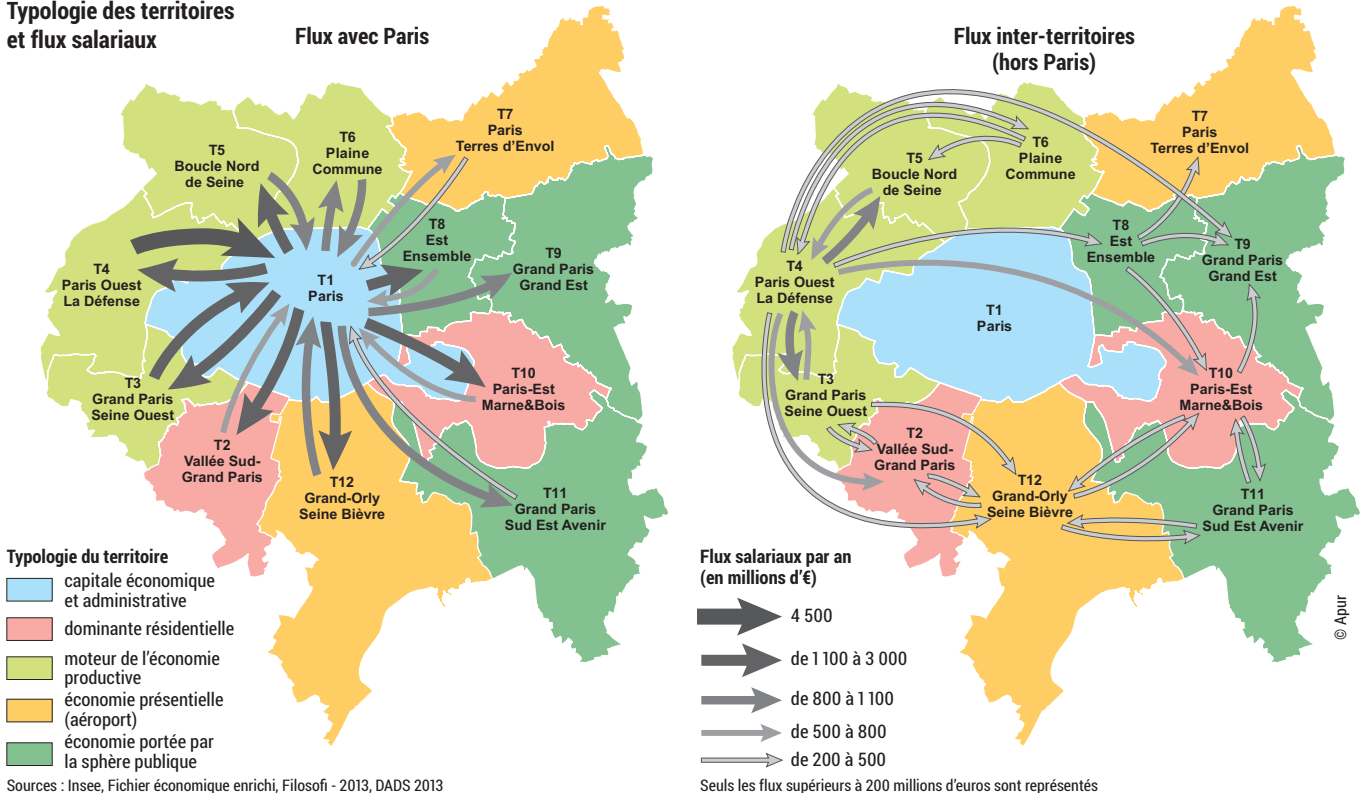 Typologie des territoires
et flux salariaux
Flux avec Paris
T7
Paris
Terres d'Envol
T6
Plaine
Commune
T5
Boucle Nord
de Seine
T8
Est
Ensemble
T9
Grand Paris
Grand Est
T4
Paris Ouest
La Défense
T1
Paris
T10
Paris-Est
Marne&Bois
T3
Grand Paris
Seine Ouest
T2
Vallée Sud-
Grand Paris
T12
Grand-Orly
Seine Bièvre
T11
Grand Paris
Sud Est Avenir
Typologie du territoire
capitale économique
et administrative
dominante résidentielle
moteur de l'économie
productive
économie présentielle
(aéroport)
économie portée par
la sphère publique
Sources : Insee, Fichier économique enrichi, Filosofi - 2013, DADS 2013
Flux inter-territoires
(hors Paris)
T7
Paris
Terres d'Envol
T6
Plaine
Commune
T5
Boucle Nord
de Seine
T8
Est
Ensemble
T9
Grand Paris
Grand Est
T4
Paris Ouest
La Défense
T1
Paris
T10
Paris-Est
Marne&Bois
T3
Grand Paris
Seine Ouest
T2
Vallée Sud-
Grand Paris
T12
Grand-Orly
Seine Bièvre
T11
Grand Paris
Sud Est Avenir
Flux salariaux par an
(en millions d'€)
4 500
de 1 100 à 3 000
de 800 à 1 100
de 500 à 800
de 200 à 500
Seuls les flux supérieurs à 200 millions d'euros sont représentés
© Apur